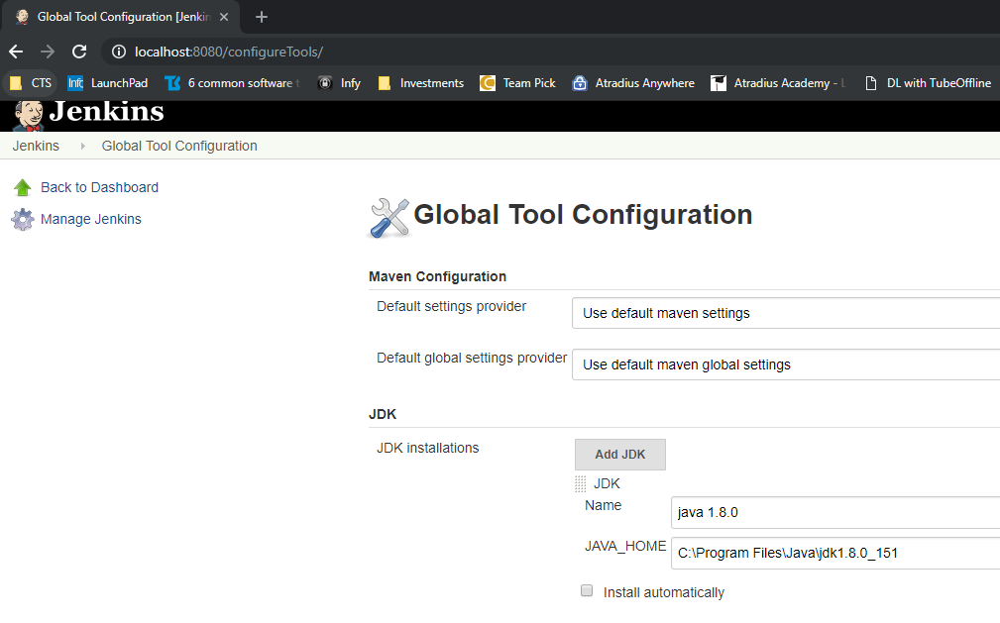 Global Tool Configuration [Jenkin
localhost:8080/configureTools/
CTS LaunchPad 6 common software Infy Investments Team Pick Atradius Anywhere Atradius Academy - DL with TubeOffline
Jenkins
Jenkins Global Tool Configuration
Back to Dashboard
Manage Jenkins
Global Tool Configuration
Maven Configuration
Default settings provider Use default maven settings
Default global settings provider Use default maven global settings
JDK
JDK installations Add JDK
JDK
Name java 1.8.0
JAVA_HOME C:\Program Files\Java\jdk1.8.0_151
Install automatically